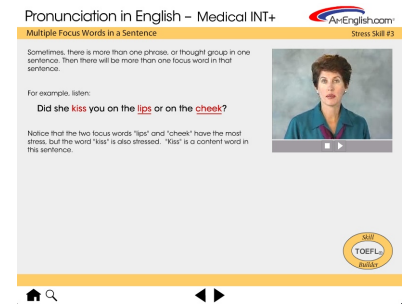 Pronunciation in English – Medical INT+
AmEnglish.com
Multiple Focus Words in a Sentence
Stress Skill #3
Sometimes, there is more than one phrase, or thought group in one
sentence. Then there will be more than one focus word in that
sentence.
For example, listen:
Did she kiss you on the lips or on the cheek?
Notice that the two focus words "lips" and "cheek" have the most
stress, but the word "kiss" is also stressed. "Kiss" is a content word in
this sentence.
Skill
TOEFL®
Builder